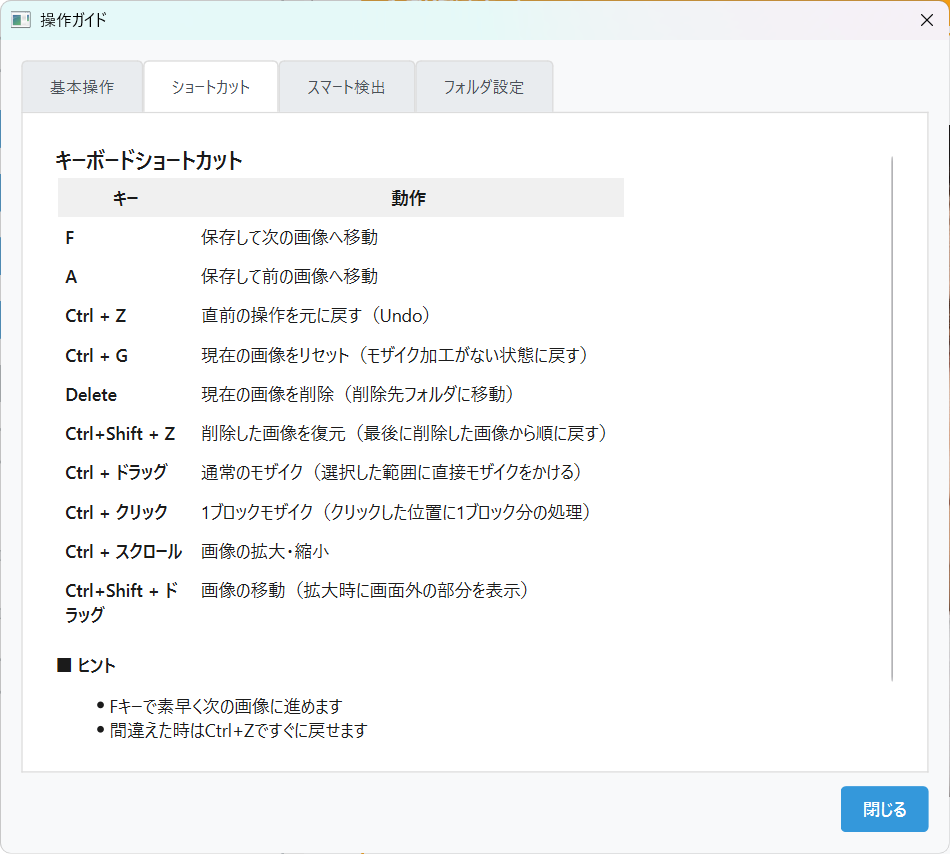 操作ガイド
基本操作 ショートカット スマート検出 フォルダ設定
キーボードショートカット
キー 動作
F 保存して次の画像へ移動
A 保存して前の画像へ移動
Ctrl + Z 直前の操作を元に戻す（Undo）
Ctrl + G 現在の画像をリセット（モザイク加工がない状態に戻す）
Delete 現在の画像を削除（削除先フォルダに移動）
Ctrl+Shift + Z 削除した画像を復元（最後に削除した画像から順に戻す）
Ctrl + ドラッグ 通常のモザイク（選択した範囲に直接モザイクをかける）
Ctrl + クリック 1ブロックモザイク（クリックした位置に1ブロック分の処理）
Ctrl + スクロール 画像の拡大・縮小
Ctrl+Shift + ド 画像の移動（拡大時に画面外の部分を表示）
ラッグ
■ ヒント
• Fキーで素早く次の画像に進めます
• 間違えた時はCtrl+Zですぐに戻せます
閉じる